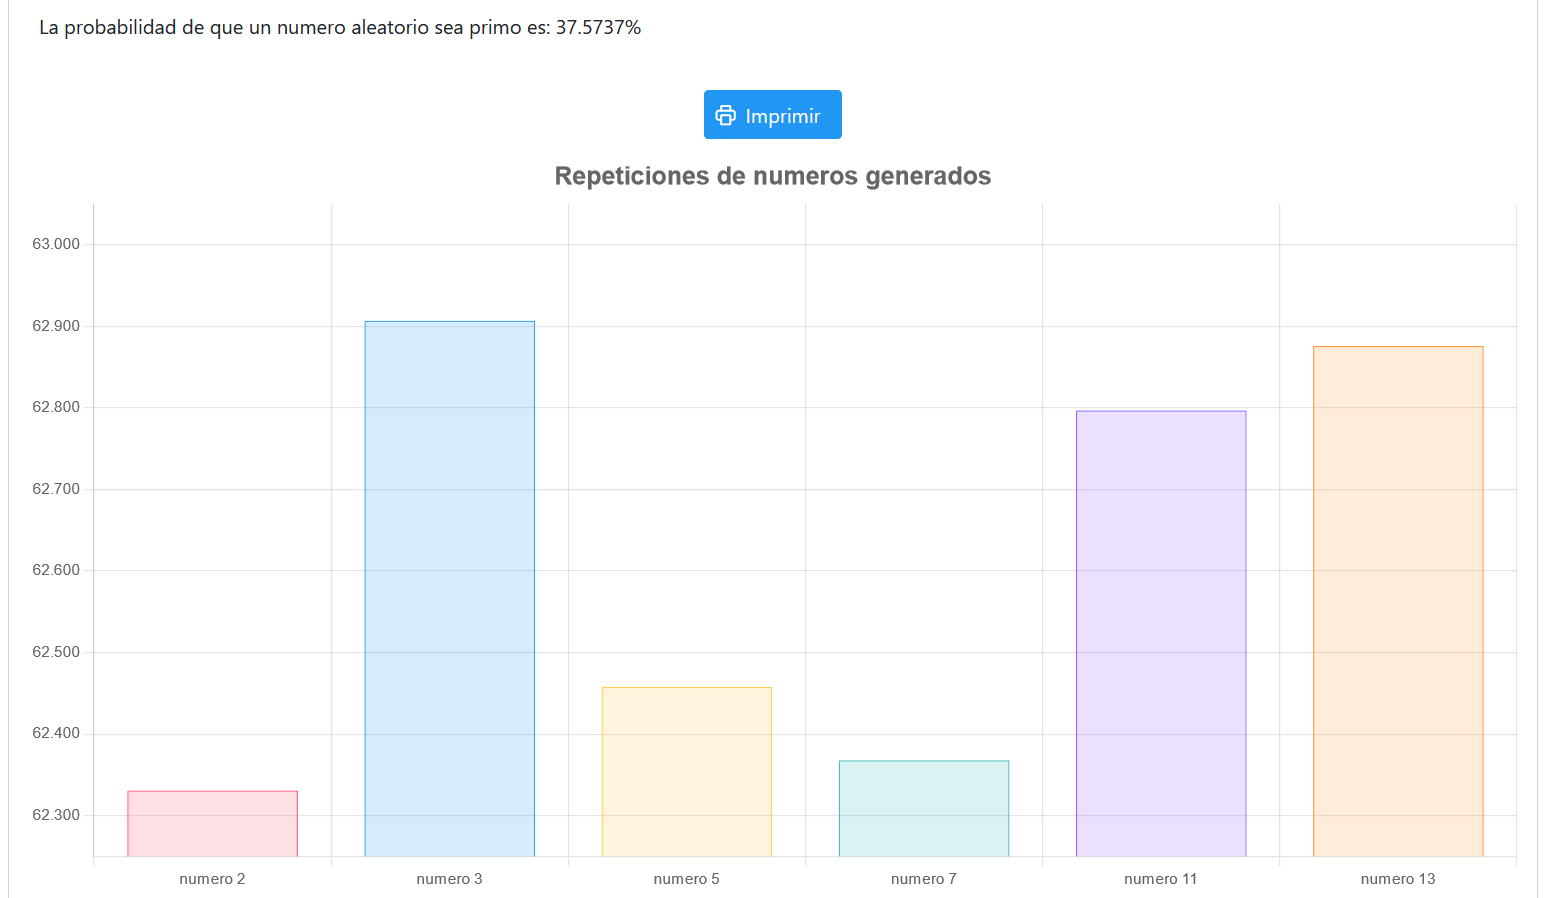 La probabilidad de que un numero aleatorio sea primo es: 37.5737%
Imprimir
Repeticiones de numeros generados
63.000
62.900
62.800
62.700
62.600
62.500
62.400
62.300
numero 2 numero 3 numero 5 numero 7 numero 11 numero 13